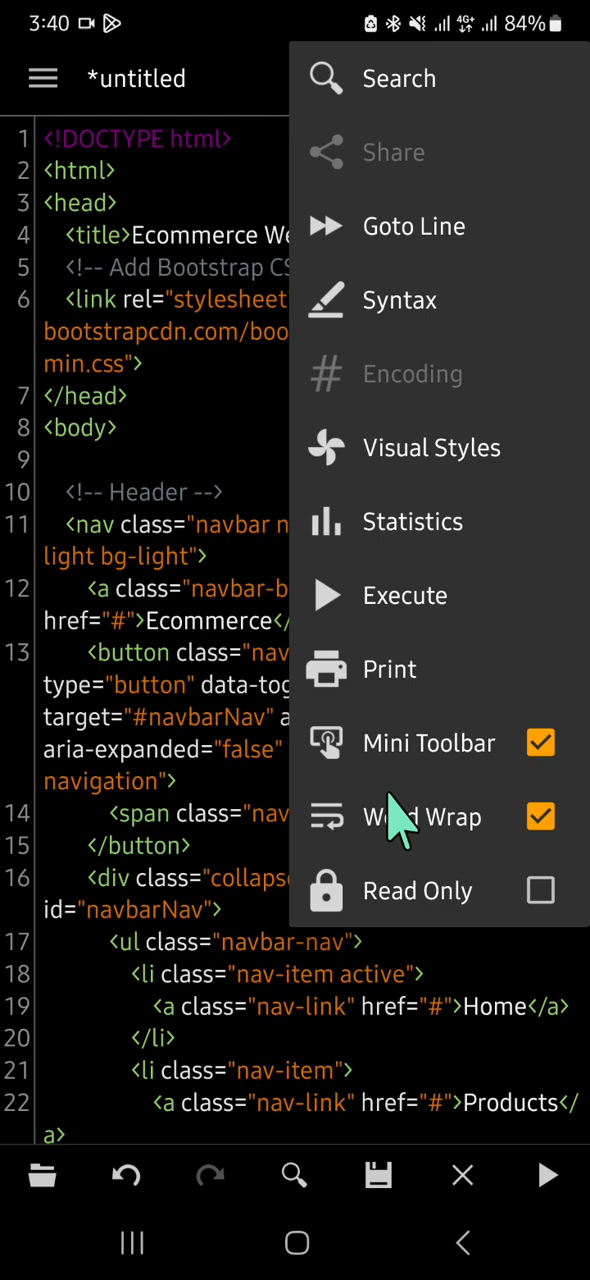 3:40 4G+ 84%
*untitled
Search
Share
Goto Line
Syntax
# Encoding
Visual Styles
Statistics
Execute
Print
Mini Toolbar
Word Wrap
Read Only
1 <!DOCTYPE html>
2 <html>
3 <head>
4 <title>Ecommerce We
5 <!-- Add Bootstrap CS
6 <link rel="stylesheet
bootstrapcdn.com/boo
min.css">
7 </head>
8 <body>
9
10 <!-- Header -->
11 <nav class="navbar n
light bg-light">
12 <a class="navbar-b
href="#">Ecommerce</
13 <button class="nav
type="button" data-tog
target="#navbarNav" a
aria-expanded="false"
navigation">
14 <span class="nav
15 </button>
16 <div class="collaps
id="navbarNav">
17 <ul class="navbar-nav">
18 <li class="nav-item active">
19 <a class="nav-link" href="#">Home</a>
20 </li>
21 <li class="nav-item">
22 <a class="nav-link" href="#">Products</
a>